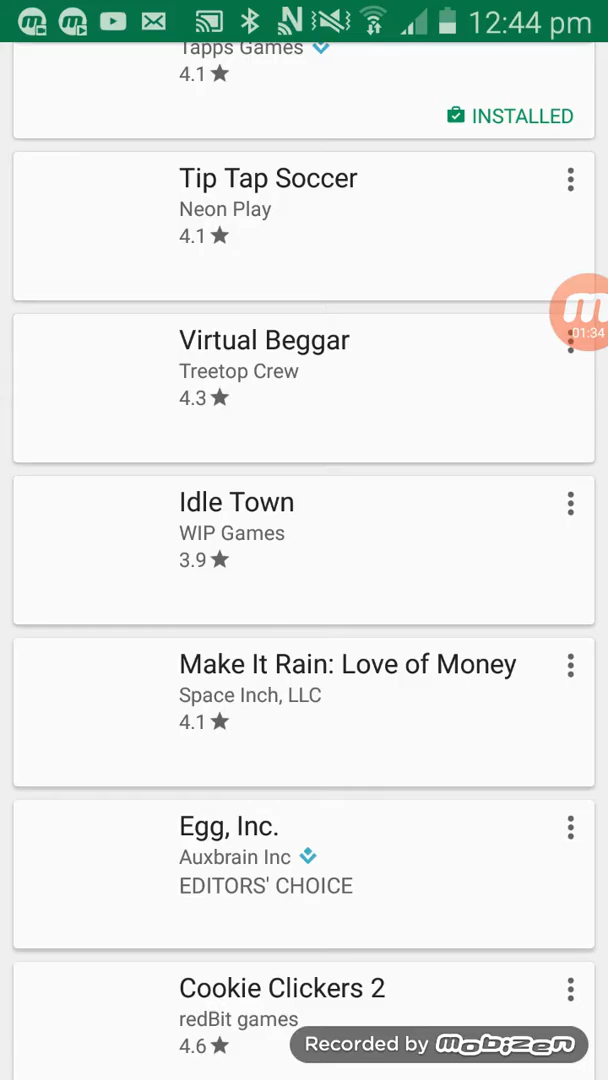 12:44 pm
Tapps Games
4.1
INSTALLED
Tip Tap Soccer
Neon Play
4.1
01:34
Virtual Beggar
Treetop Crew
4.3
Idle Town
WIP Games
3.9
Make It Rain: Love of Money
Space Inch, LLC
4.1
Egg, Inc.
Auxbrain Inc
EDITORS' CHOICE
Cookie Clickers 2
redBit games
4.6
Recorded by mobizen